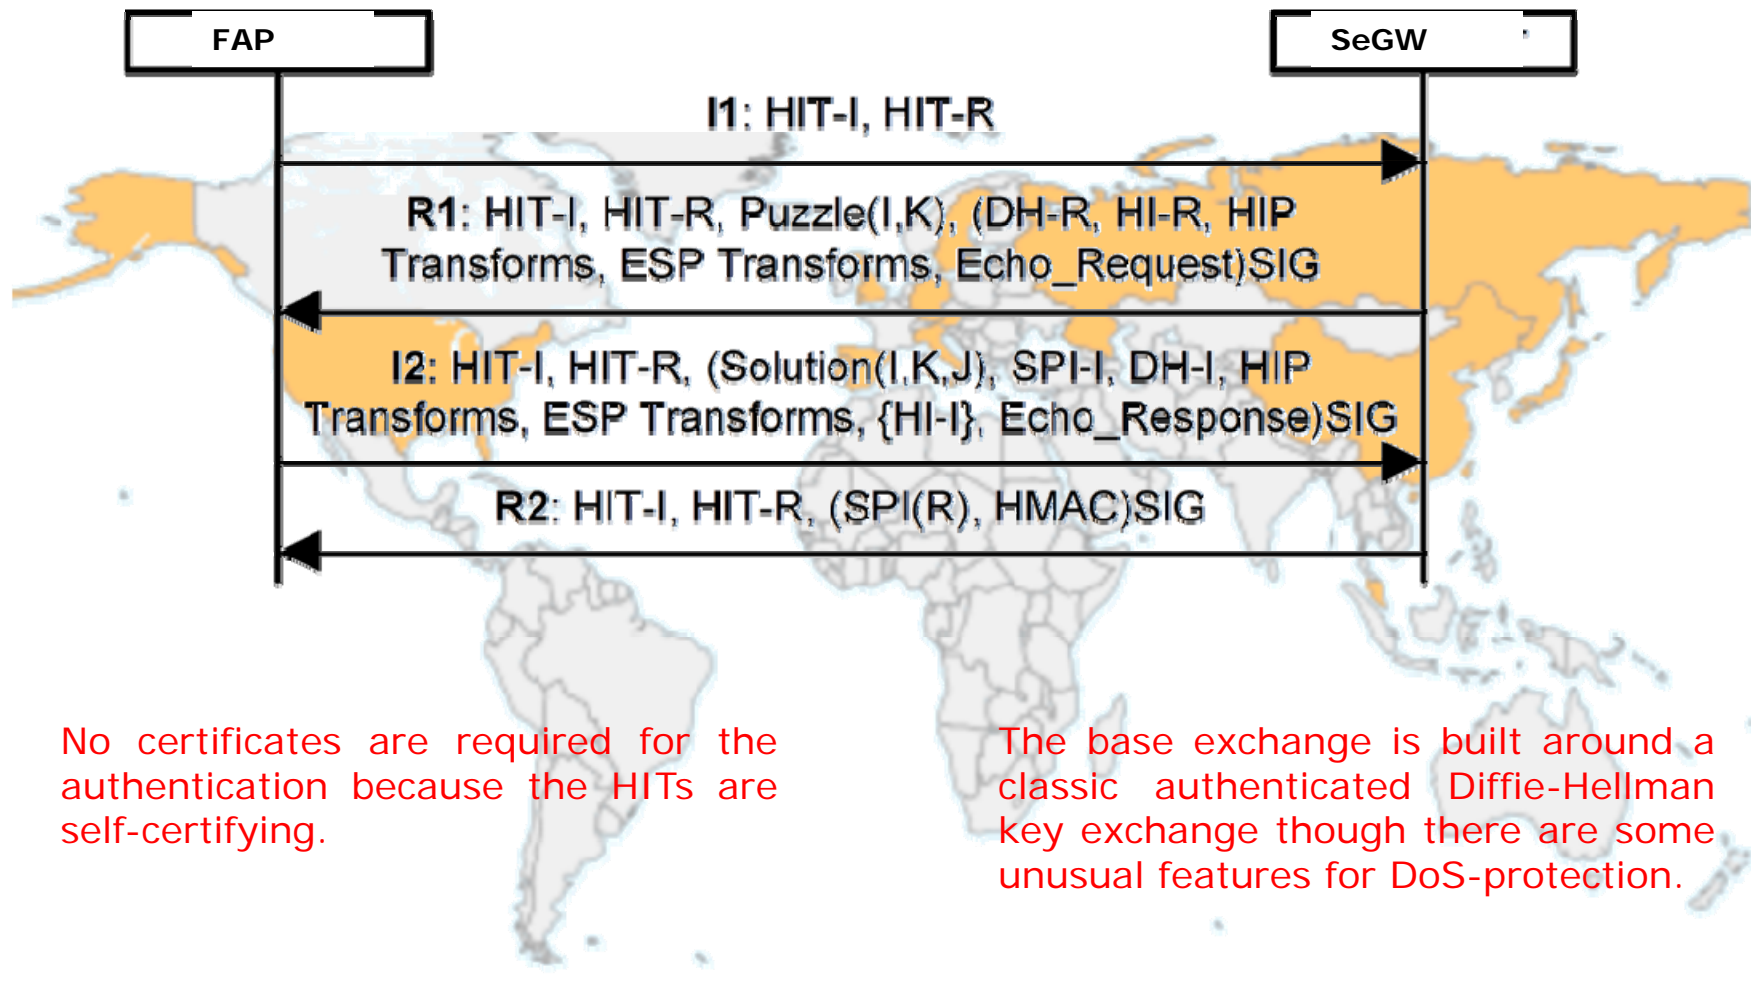 FAP
SeGW
I1: HIT-I, HIT-R
R1: HIT-I, HIT-R, Puzzle(I,K), (DH-R, HI-R, HIP
Transforms, ESP Transforms, Echo_Request)SIG
I2: HIT-I, HIT-R, (Solution(I,K,J), SPI-I, DH-I, HIP
Transforms, ESP Transforms, {HI-I}, Echo_Response)SIG
R2: HIT-I, HIT-R, (SPI(R), HMAC)SIG
No certificates are required for the
authentication because the HITs are
self-certifying.
The base exchange is built around a
classic authenticated Diffie-Hellman
key exchange though there are some
unusual features for DoS-protection.